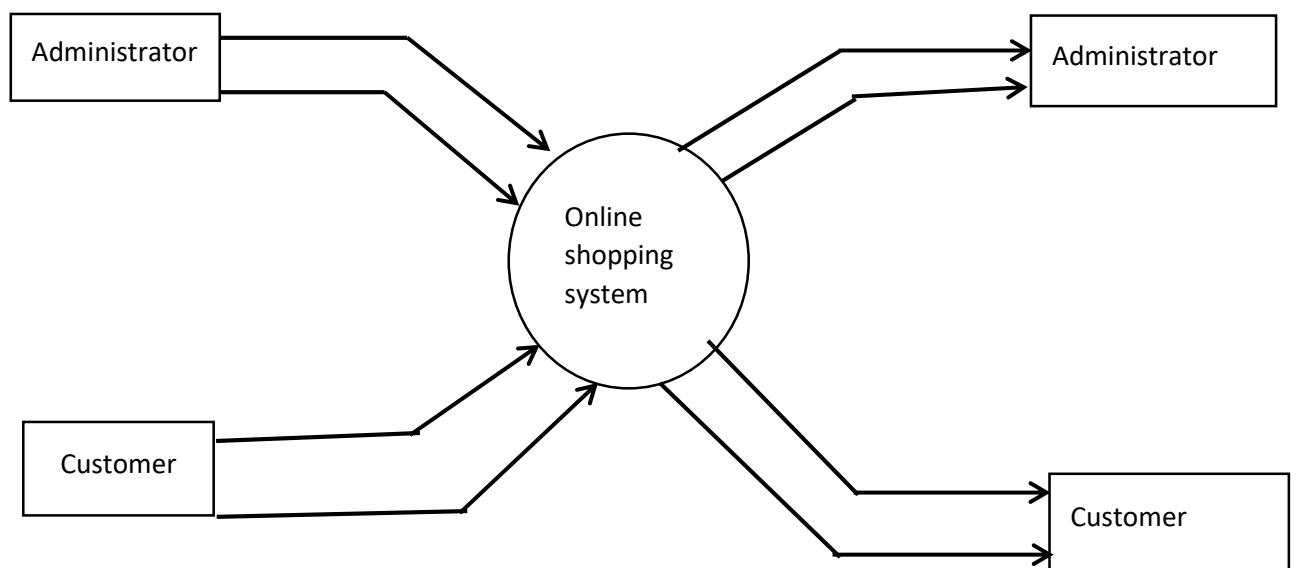 Administrator
Administrator
Online
shopping
system
Customer
Customer